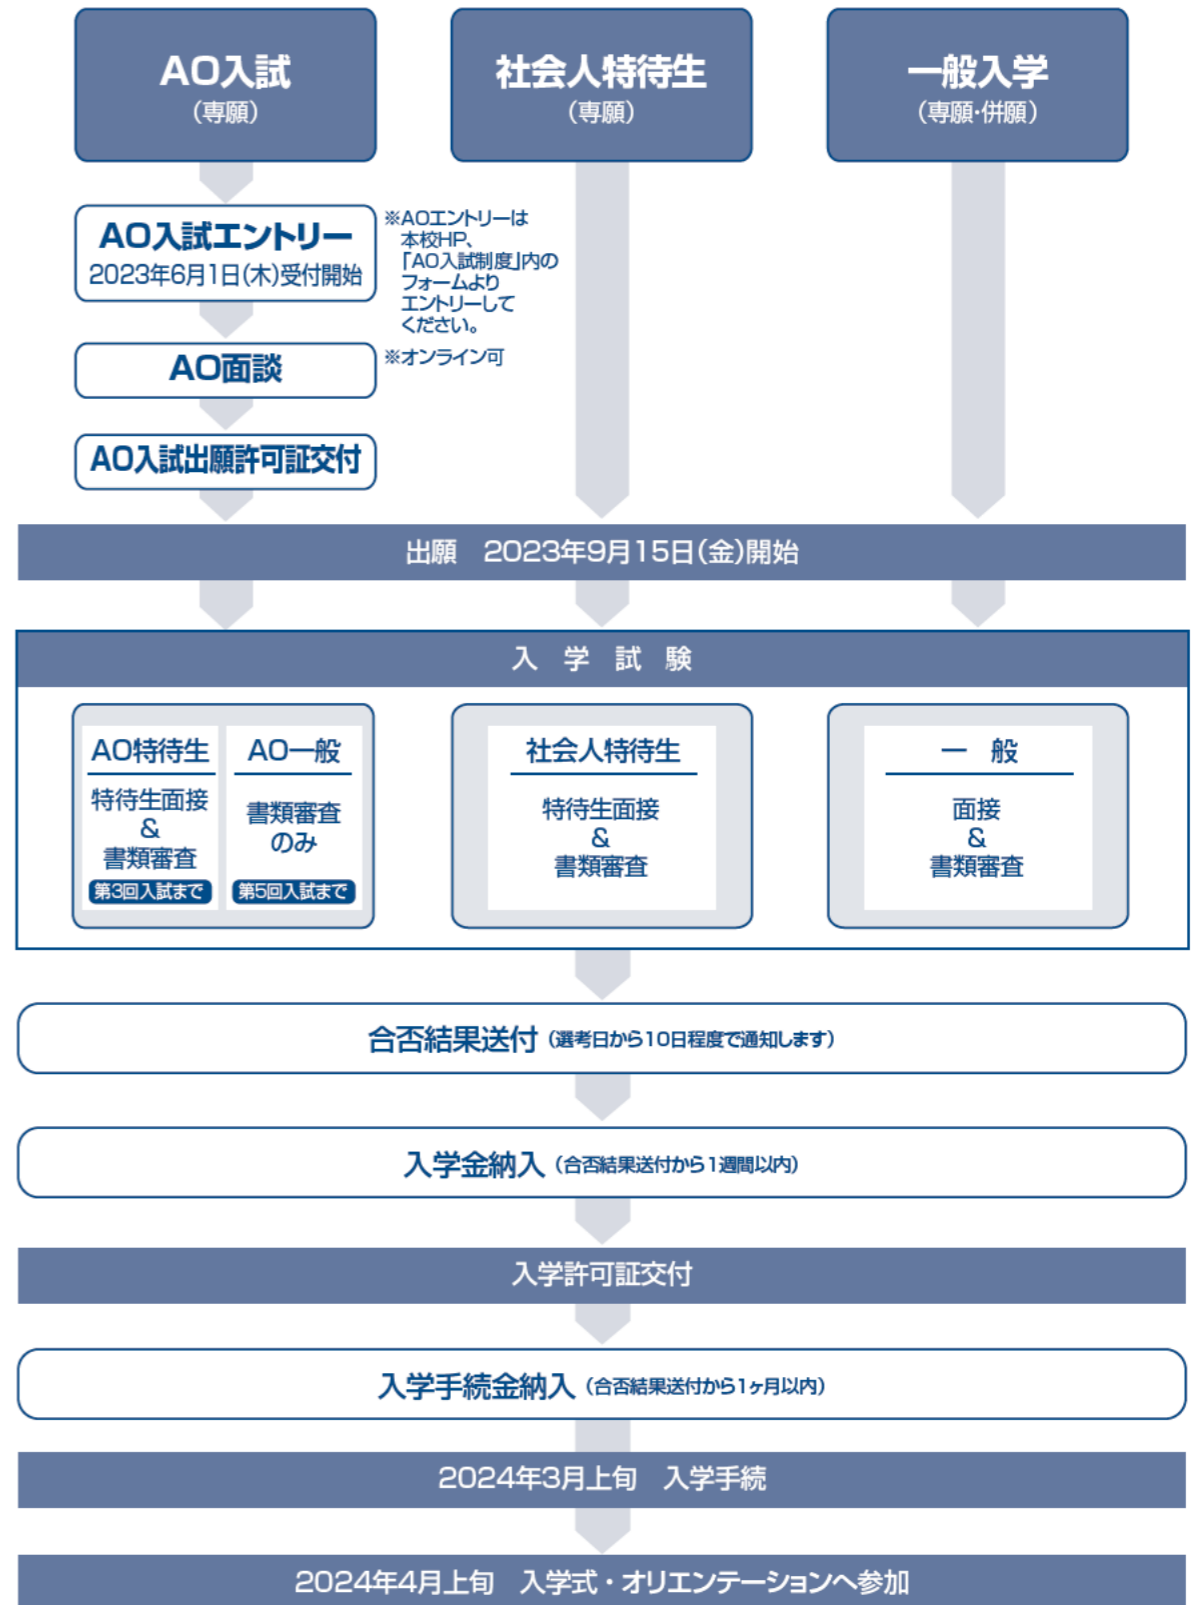 AO入試
（専願）
社会人特待生
（専願）
一般入学
（専願・併願）
AO入試エントリー
2023年6月1日（木）受付開始
※AOエントリーは
本校HP、
「AO入試制度」内の
フォームより
エントリーして
ください。
AO面談
※オンライン可
AO入試出願許可証交付
出願　2023年9月15日（金）開始
入　学　試　験
AO特待生
特待生面接
&
書類審査
第3回入試まで
AO一般
書類審査
のみ
第5回入試まで
社会人特待生
特待生面接
&
書類審査
一　般
面接
&
書類審査
合否結果送付（選考日から10日程度で通知します）
入学金納入（合否結果送付から1週間以内）
入学許可証交付
入学手続金納入（合否結果送付から1ヶ月以内）
2024年3月上旬　入学手続
2024年4月上旬　入学式・オリエンテーションへ参加